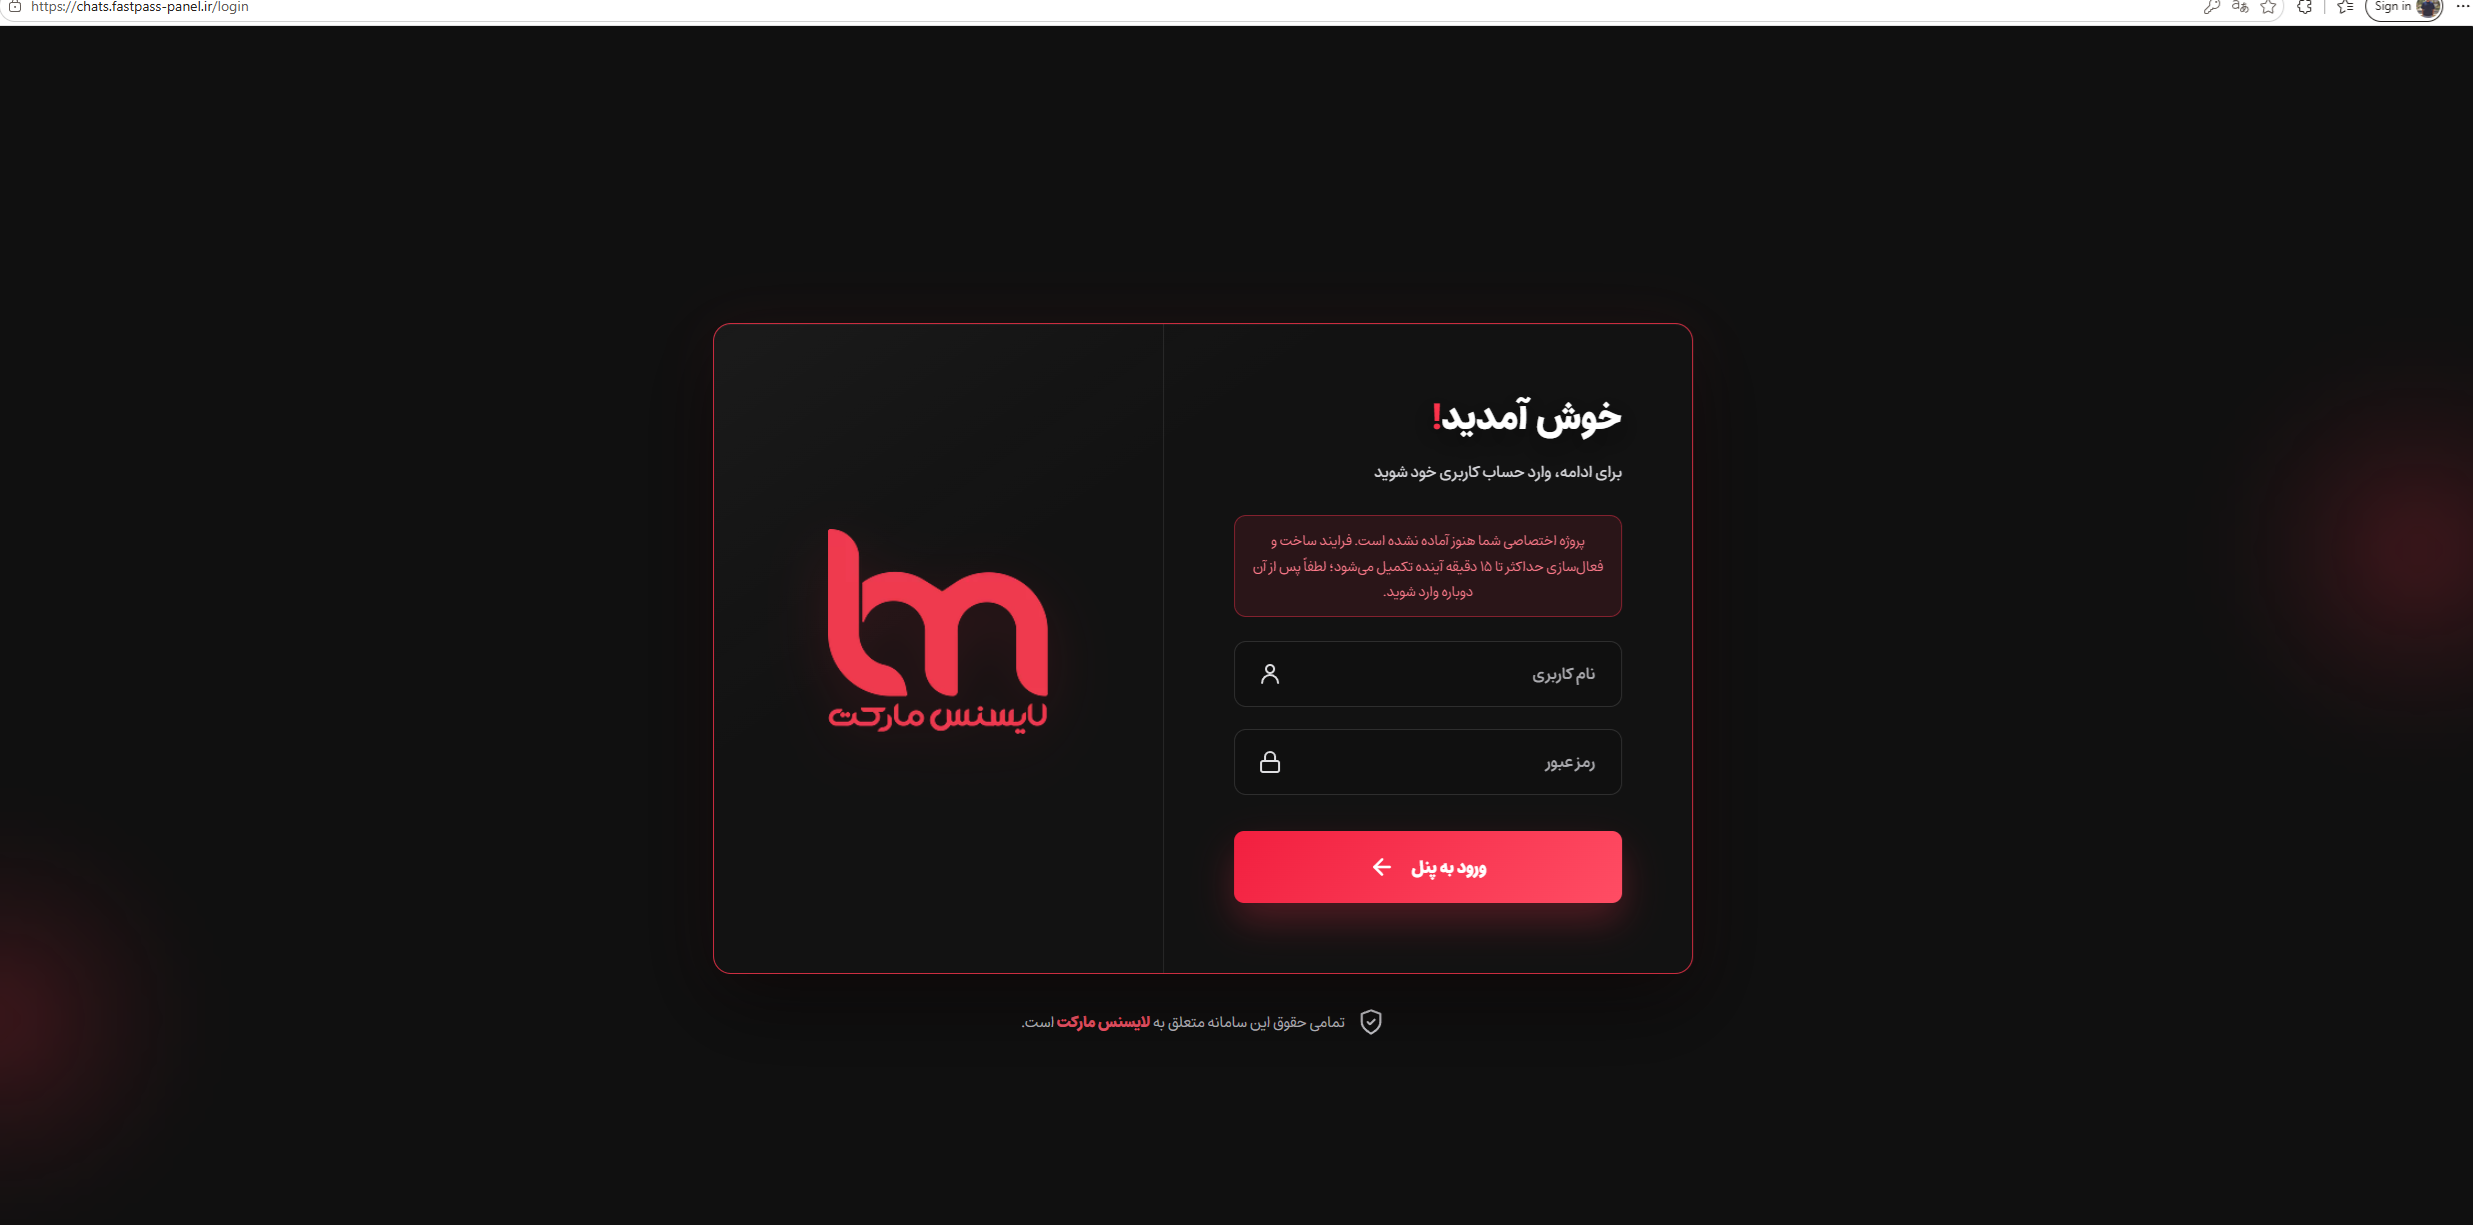 https://chats.fastpass-panel.ir/login
Sign in
خوش آمدید!
برای ادامه، وارد حساب کاربری خود شوید
پروژه اختصاصی شما هنوز آماده نشده است. فرایند ساخت و
فعال‌سازی حداکثر تا ۱۵ دقیقه آینده تکمیل می‌شود؛ لطفاً پس از آن
دوباره وارد شوید.
نام کاربری
رمز عبور
ورود به پنل
لایسنس مارکت
تمامی حقوق این سامانه متعلق به لایسنس مارکت است.